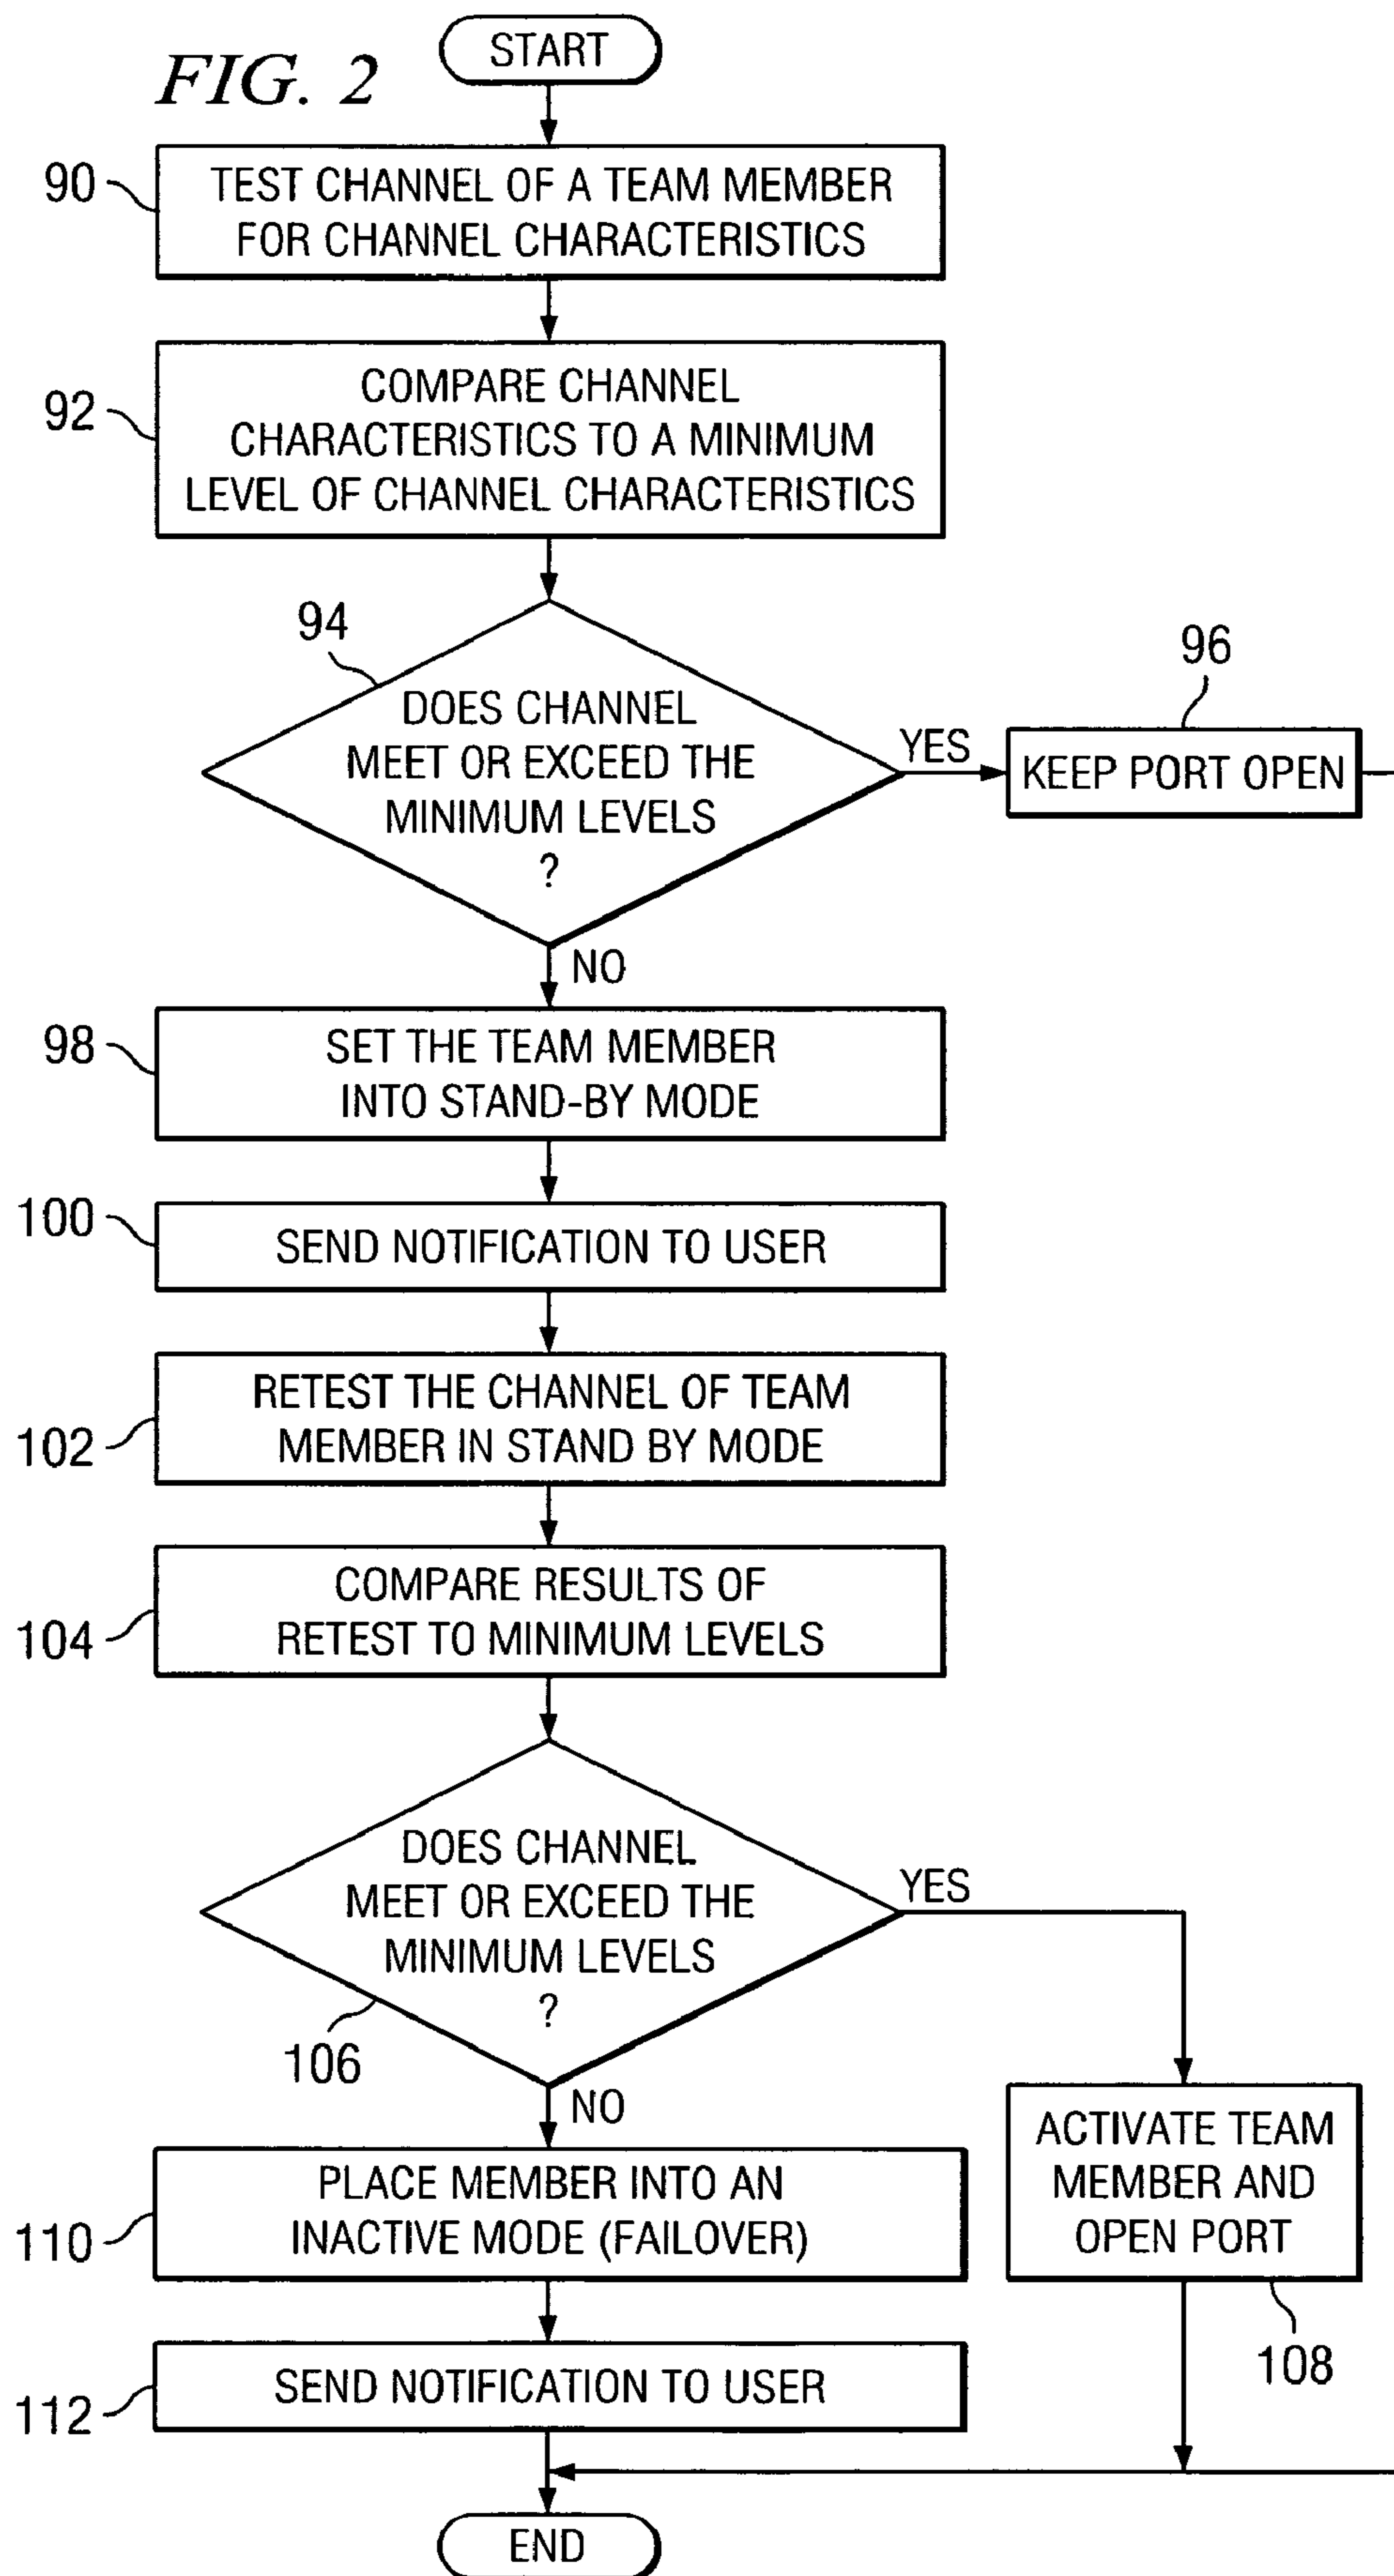 FIG. 2
START
90
TEST CHANNEL OF A TEAM MEMBER
FOR CHANNEL CHARACTERISTICS
92
COMPARE CHANNEL
CHARACTERISTICS TO A MINIMUM
LEVEL OF CHANNEL CHARACTERISTICS
94
DOES CHANNEL
MEET OR EXCEED THE
MINIMUM LEVELS
?
YES
96
KEEP PORT OPEN
NO
98
SET THE TEAM MEMBER
INTO STAND-BY MODE
100
SEND NOTIFICATION TO USER
102
RETEST THE CHANNEL OF TEAM
MEMBER IN STAND BY MODE
104
COMPARE RESULTS OF
RETEST TO MINIMUM LEVELS
DOES CHANNEL
MEET OR EXCEED THE
MINIMUM LEVELS
?
106
YES
NO
ACTIVATE TEAM
MEMBER AND
OPEN PORT
108
110
PLACE MEMBER INTO AN
INACTIVE MODE (FAILOVER)
112
SEND NOTIFICATION TO USER
END